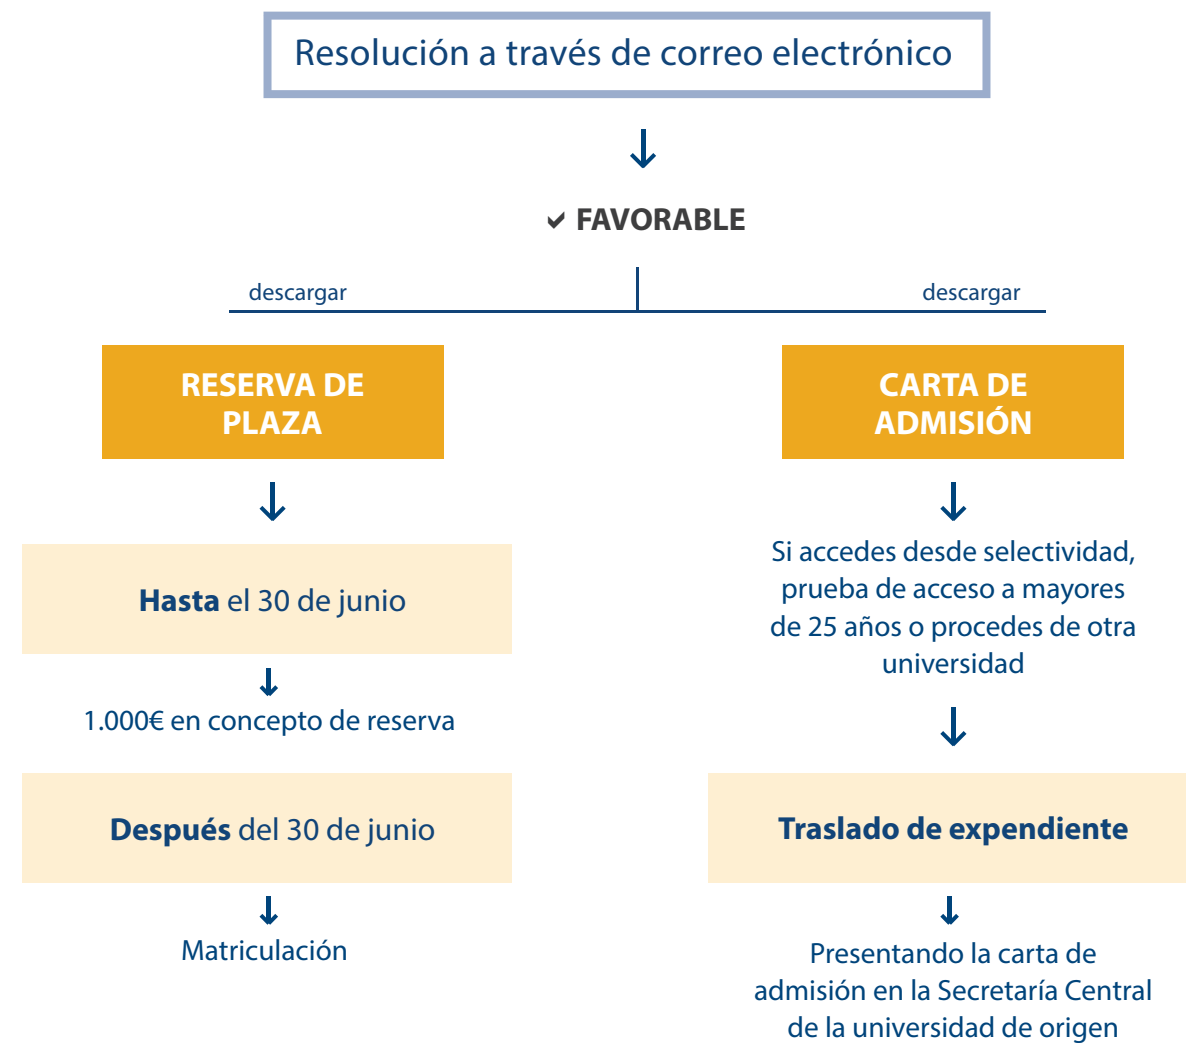 Resolución a través de correo electrónico
FAVORABLE
descargar
descargar
RESERVA DE
PLAZA
Hasta el 30 de junio
1.000€ en concepto de reserva
Después del 30 de junio
Matriculación
CARTA DE
ADMISIÓN
Si accedes desde selectividad,
prueba de acceso a mayores
de 25 años o procedes de otra
universidad
Traslado de expendiente
Presentando la carta de
admisión en la Secretaría Central
de la universidad de origen